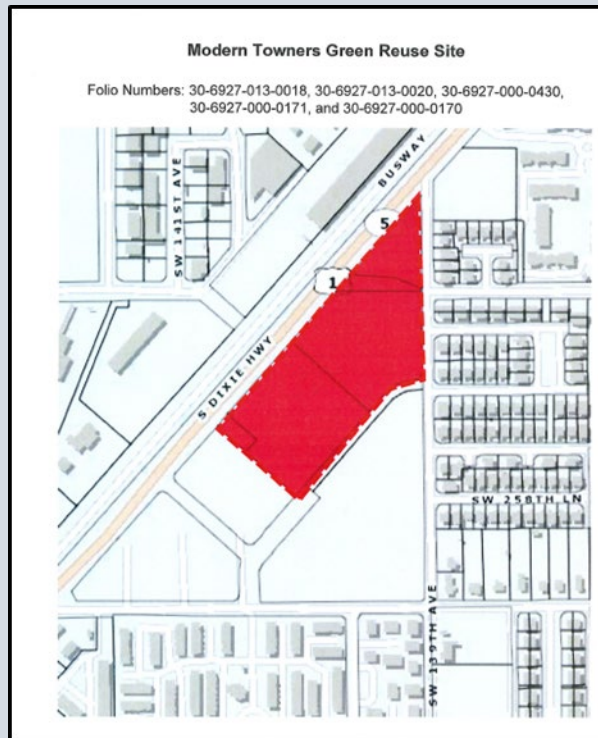 Modern Towners Green Reuse Site
Folio Numbers: 30-6927-013-0018, 30-6927-013-0020, 30-6927-000-0430,
30-6927-000-0171, and 30-6927-000-0170
BUSWAY
SW 141ST AVE
5
1
S DIXIE HWY
SW 258TH LN
SW 139TH AVE